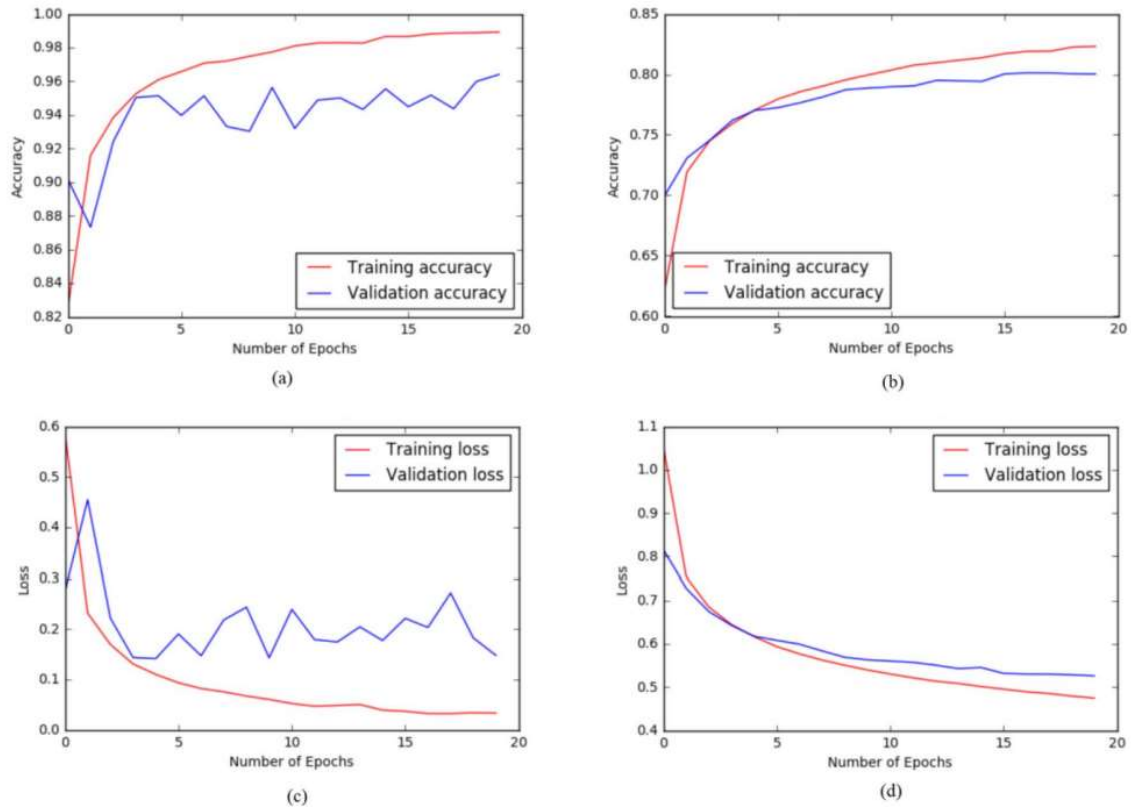 1.00
0.98
0.96
0.94
0.92
0.90
0.88
0.86
0.84
0.82
Accuracy
Training accuracy
Validation accuracy
0 5 10 15 20
Number of Epochs
(a)
0.85
0.80
0.75
0.70
0.65
0.60
Accuracy
Training accuracy
Validation accuracy
0 5 10 15 20
Number of Epochs
(b)
0.6
0.5
0.4
0.3
0.2
0.1
0.0
Loss
Training loss
Validation loss
0 5 10 15 20
Number of Epochs
(c)
1.1
1.0
0.9
0.8
0.7
0.6
0.5
0.4
Loss
Training loss
Validation loss
0 5 10 15 20
Number of Epochs
(d)